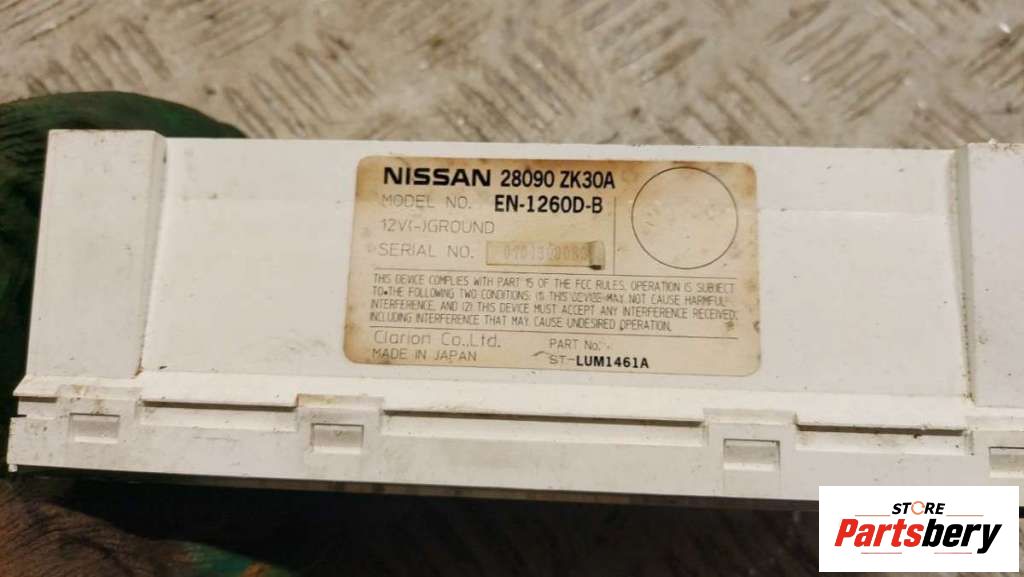 NISSAN 28090 ZK30A
MODEL NO. EN-1260D-B
12V(-)GROUND
SERIAL NO.
THIS DEVICE COMPLIES WITH PART 15 OF THE FCC RULES. OPERATION IS SUBJECT
TO THE FOLLOWING TWO CONDITIONS: (1) THIS DEVICE MAY NOT CAUSE HARMFUL
INTERFERENCE, AND (2) THIS DEVICE MUST ACCEPT ANY INTERFERENCE RECEIVED,
INCLUDING INTERFERENCE THAT MAY CAUSE UNDESIRED OPERATION.
Clarion Co.,Ltd. PART No.
MADE IN JAPAN ST-LUM1461A
STORE
Partsbery